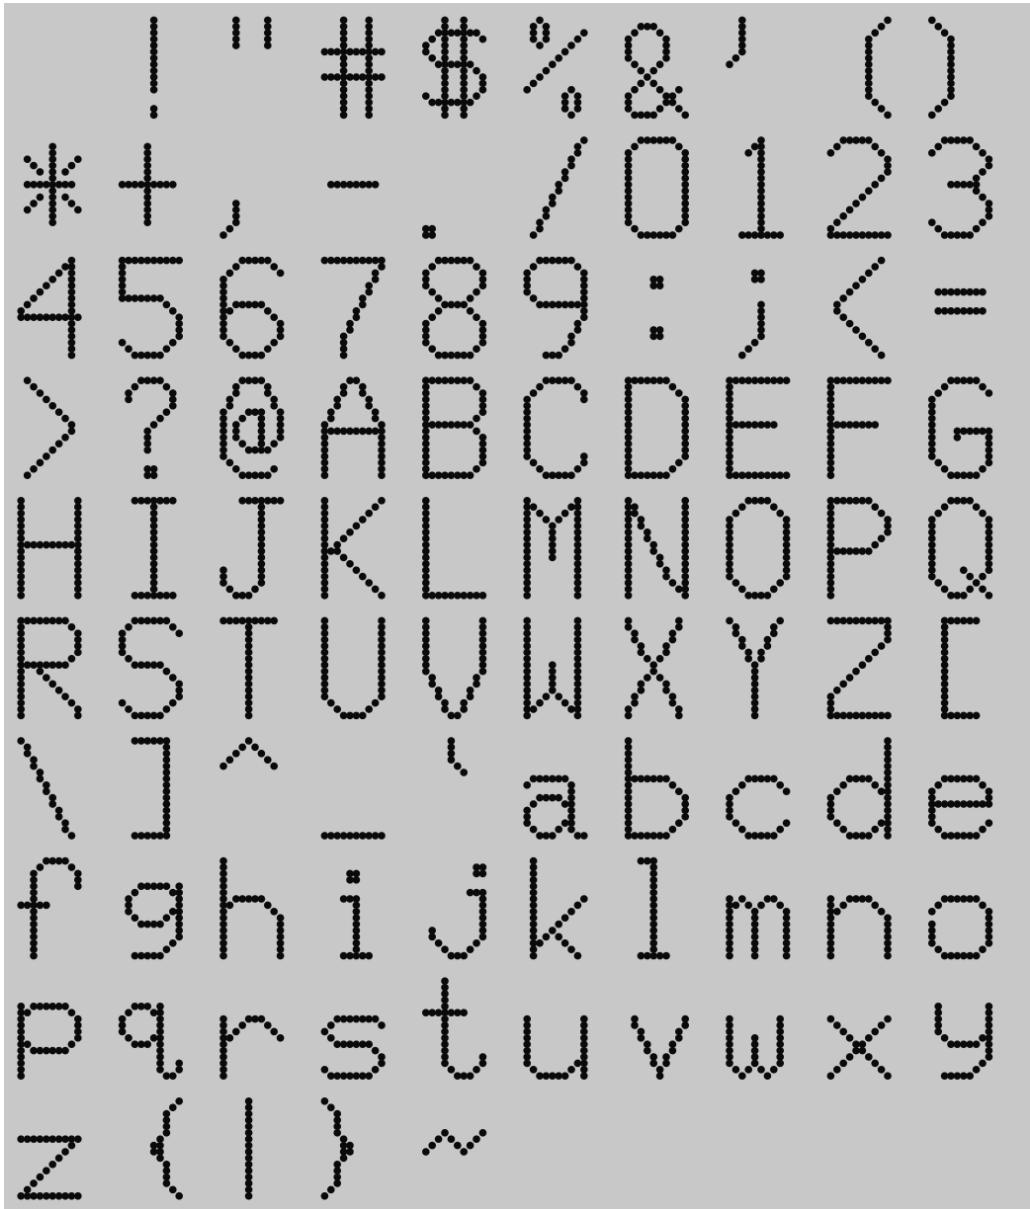 ! " # $ % & ' ( )
* + , - . / 0 1 2 3
4 5 6 7 8 9 : ; < =
> ? @ A B C D E F G
H I J K L M N O P Q
R S T U V W X Y Z [
\ ] ^ _ ` a b c d e
f g h i j k l m n o
p q r s t u v w x y
z { | } ~